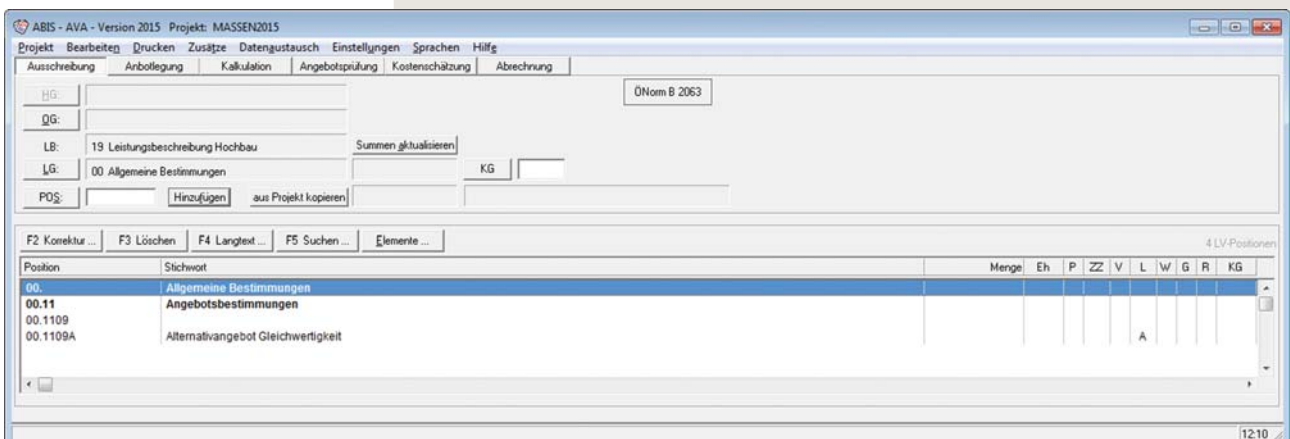 ABIS - AVA - Version 2015 Projekt: MASSEN2015
Projekt Bearbeiten Drucken Zusätze Datenaustausch Einstellungen Sprachen Hilfe
Ausschreibung Anbotlegung Kalkulation Angebotsprüfung Kostenschätzung Abrechnung
HG: ÖNorm B 2063
OG:
LB: 19 Leistungsbeschreibung Hochbau Summen aktualisieren
LG: 00 Allgemeine Bestimmungen KG
POS: Hinzufügen aus Projekt kopieren
F2 Korrektur ... F3 Löschen F4 Langtext ... F5 Suchen ... Elemente ... 4 LV-Positionen
Position Stichwort Menge Eh P ZZ V L W G R KG
00. Allgemeine Bestimmungen
00.11 Angebotsbestimmungen
00.1109
00.1109A Alternativangebot Gleichwertigkeit A
12:10